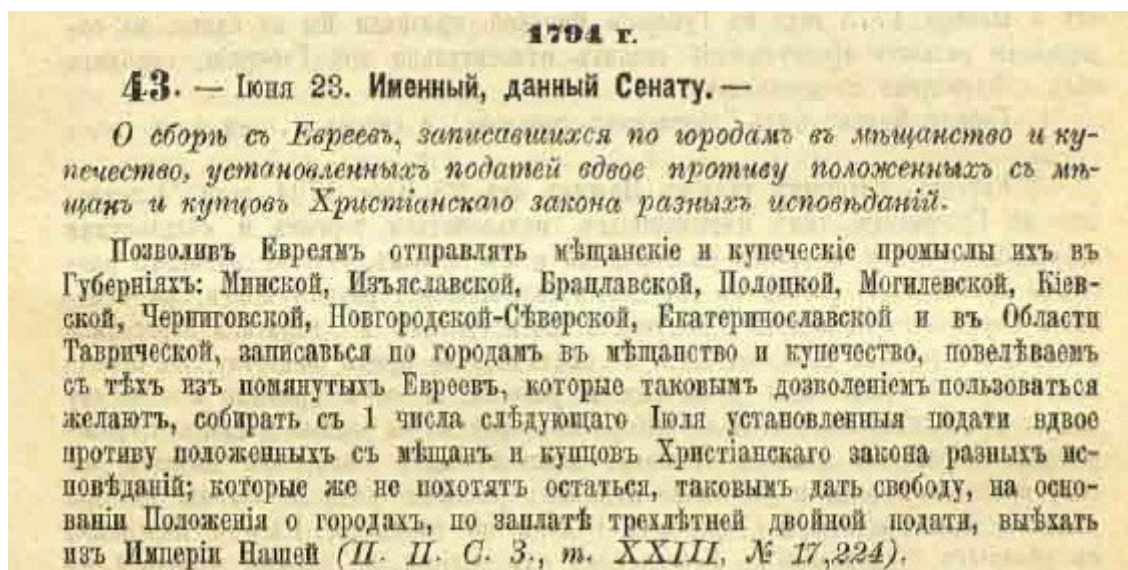 1794 г.
43. — Іюня 23. Именный, данный Сенату.—
О сборѣ съ Евреевъ, записавшихся по городамъ въ мѣщанство и ку-
печество, установленныхъ податей вдвое противу положенныхъ съ мѣ-
щанъ и купцовъ Христіанскаго закона разныхъ исповѣданій.
Позволивъ Евреямъ отправлять мѣщанскіе и купеческіе промыслы ихъ въ
Губерніяхъ: Минской, Изъяславской, Брацлавской, Полоцкой, Могилевской, Кіев-
ской, Черниговской, Новгородской-Сѣверской, Екатеринославской и въ Области
Таврической, записавься по городамъ въ мѣщанство и купечество, повелѣваемъ
съ тѣхъ изъ помянутыхъ Евреевъ, которые таковымъ дозволеніемъ пользоваться
желаютъ, собирать съ 1 числа слѣдующаго Іюля установленныя подати вдвое
противу положенныхъ съ мѣщанъ и купцовъ Христіанскаго закона разныхъ ис-
повѣданій; которые же не похотятъ остаться, таковымъ дать свободу, на осно-
ваніи Положенія о городахъ, по заплатѣ трехлѣтней двойной подати, выѣхать
изъ Имперіи Нашей (П. П. С. З., т. XXIII, № 17,224).